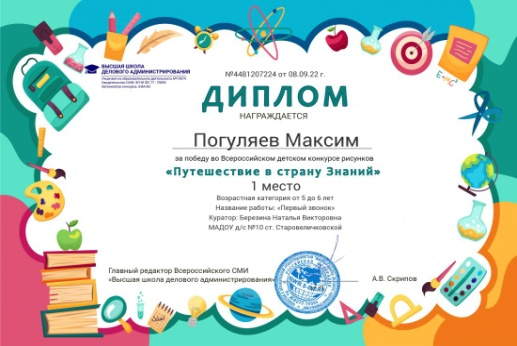 ВЫСШАЯ ШКОЛА
ДЕЛОВОГО АДМИНИСТРИРОВАНИЯ
№4481207224 от 08.09.22 г.
ДИПЛОМ
НАГРАЖДАЕТСЯ
Погуляев Максим
за победу во Всероссийском детском конкурсе рисунков
«Путешествие в страну Знаний»
1 место
Возрастная категория от 5 до 6 лет
Название работы: «Первый звонок»
Куратор: Березина Наталья Викторовна
МАДОУ д/с №10 ст. Старовеличковской
Главный редактор Всероссийского СМИ
«Высшая школа делового администрирования»
А.В. Скрипов